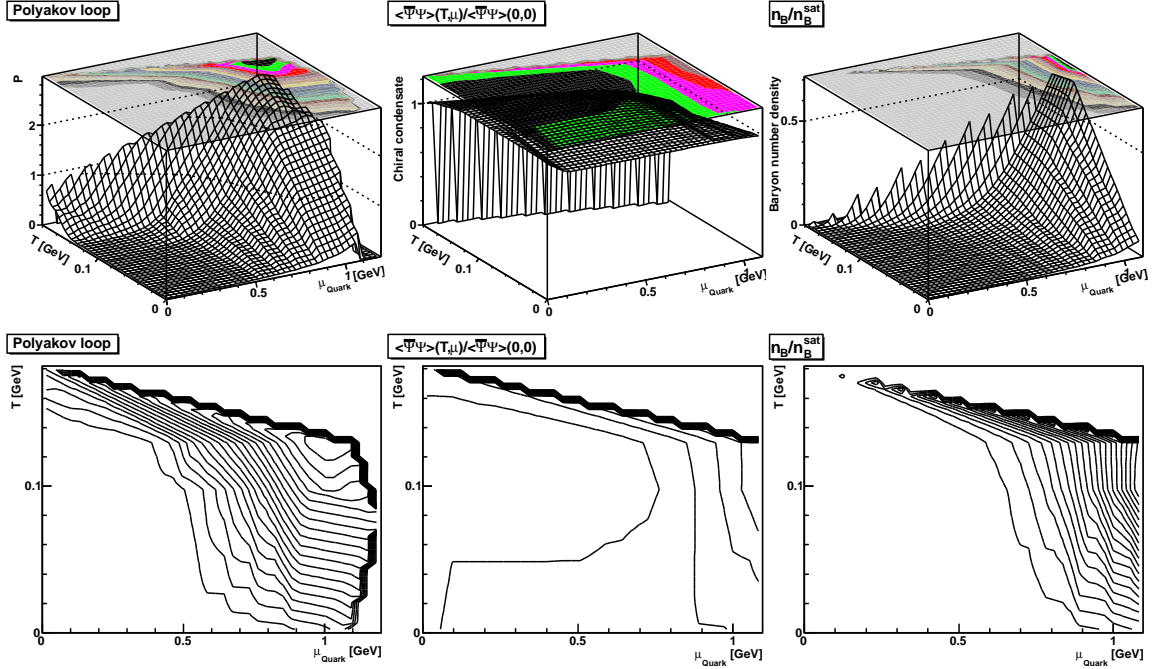 Polyakov loop
<Ψ̅Ψ>(T,μ)/<Ψ̅Ψ>(0,0)
n_B/n_B^sat
P
2
1
0
T [GeV]
0.1
0
0
0.5
1
μ_Quark [GeV]
Chiral condensate
1
0
T [GeV]
0.1
0
0
0.5
1
μ_Quark [GeV]
Baryon number density
0.5
0
T [GeV]
0.1
0
0
0.5
1
μ_Quark [GeV]
Polyakov loop
<Ψ̅Ψ>(T,μ)/<Ψ̅Ψ>(0,0)
n_B/n_B^sat
T [GeV]
0.1
0
0
0.5
1
μ_Quark [GeV]
T [GeV]
0.1
0
0
0.5
1
μ_Quark [GeV]
T [GeV]
0.1
0
0
0.5
1
μ_Quark [GeV]